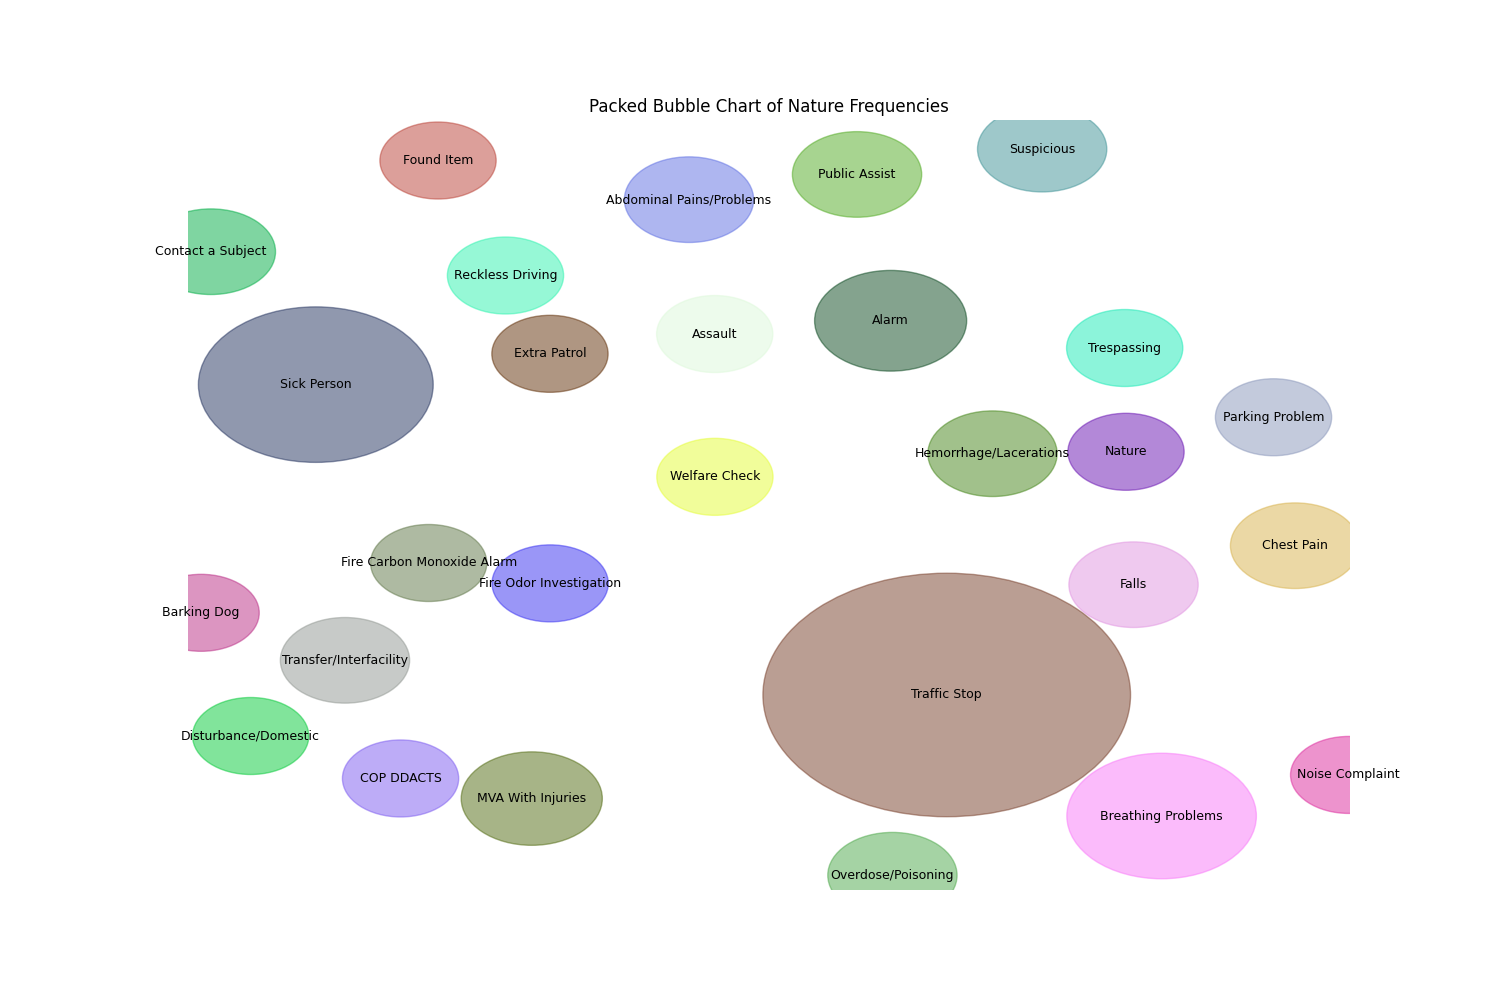 Packed Bubble Chart of Nature Frequencies
Suspicious
Found Item
Public Assist
Abdominal Pains/Problems
Contact a Subject
Reckless Driving
Alarm
Assault
Trespassing
Extra Patrol
Sick Person
Parking Problem
Nature
Hemorrhage/Lacerations
Welfare Check
Chest Pain
Fire Carbon Monoxide Alarm
Fire Odor Investigation
Falls
Barking Dog
Transfer/Interfacility
Traffic Stop
Disturbance/Domestic
Noise Complaint
COP DDACTS
MVA With Injuries
Breathing Problems
Overdose/Poisoning